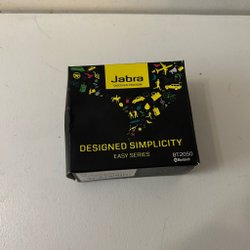 Jabra
DESIGNED SIMPLICITY
EASY SERIES
BT2050
Bluetooth